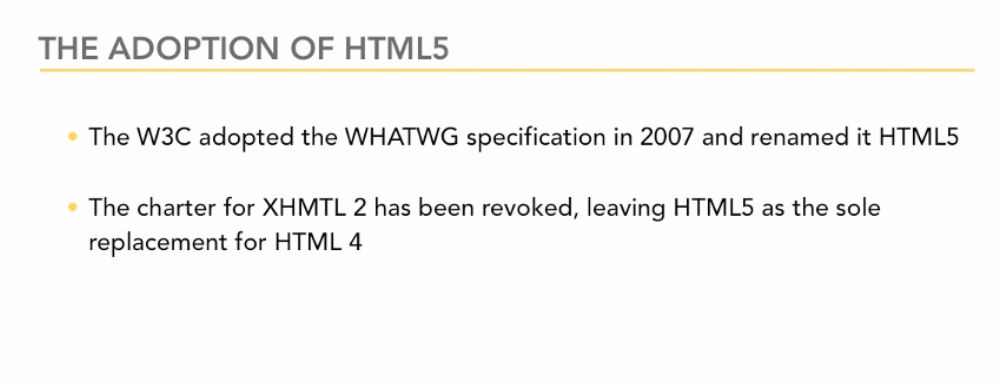 THE ADOPTION OF HTML5
• The W3C adopted the WHATWG specification in 2007 and renamed it HTML5
• The charter for XHMTL 2 has been revoked, leaving HTML5 as the sole
replacement for HTML 4